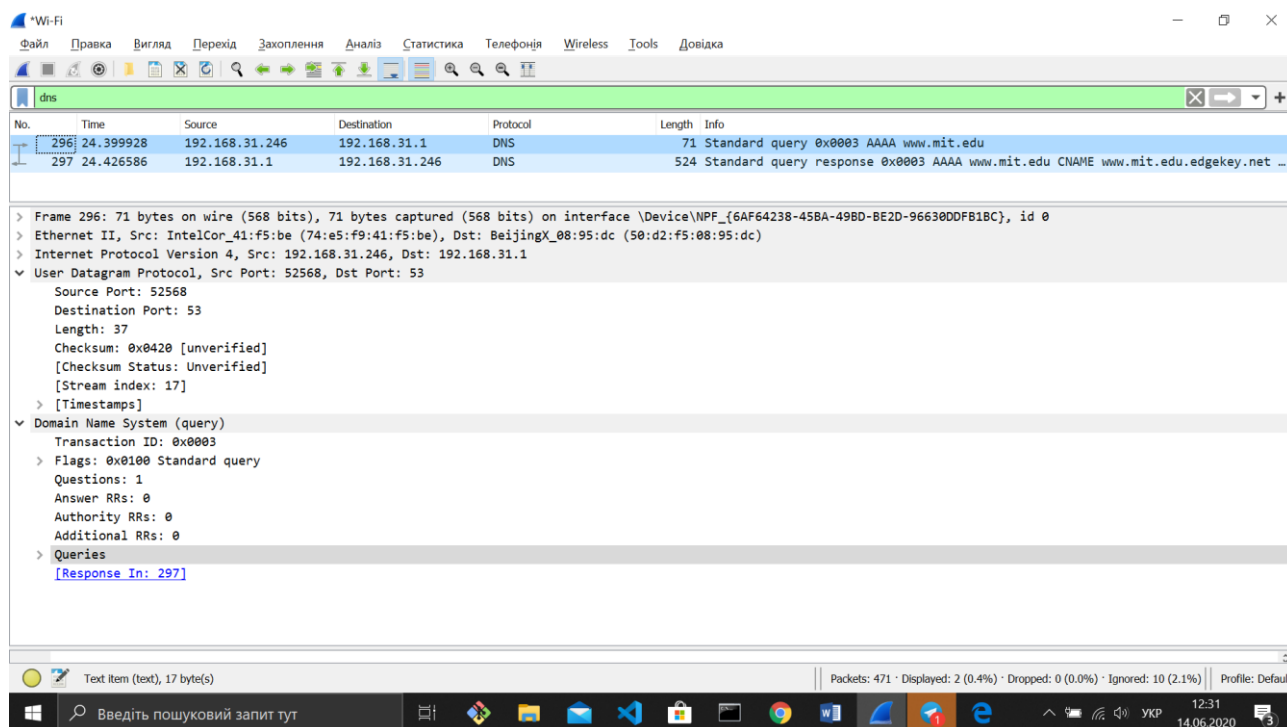 *Wi-Fi
Файл Правка Вигляд Перехід Захоплення Аналіз Статистика Телефонія Wireless Tools Довідка
dns
No. Time Source Destination Protocol Length Info
296 24.399928 192.168.31.246 192.168.31.1 DNS 71 Standard query 0x0003 AAAA www.mit.edu
297 24.426586 192.168.31.1 192.168.31.246 DNS 524 Standard query response 0x0003 AAAA www.mit.edu CNAME www.mit.edu.edgekey.net …
> Frame 296: 71 bytes on wire (568 bits), 71 bytes captured (568 bits) on interface \Device\NPF_{6AF64238-45BA-49BD-BE2D-96630DDFB1BC}, id 0
> Ethernet II, Src: IntelCor_41:f5:be (74:e5:f9:41:f5:be), Dst: BeijingX_08:95:dc (50:d2:f5:08:95:dc)
> Internet Protocol Version 4, Src: 192.168.31.246, Dst: 192.168.31.1
User Datagram Protocol, Src Port: 52568, Dst Port: 53
Source Port: 52568
Destination Port: 53
Length: 37
Checksum: 0x0420 [unverified]
[Checksum Status: Unverified]
[Stream index: 17]
> [Timestamps]
Domain Name System (query)
Transaction ID: 0x0003
> Flags: 0x0100 Standard query
Questions: 1
Answer RRs: 0
Authority RRs: 0
Additional RRs: 0
> Queries
[Response In: 297]
Text item (text), 17 byte(s)
Packets: 471 · Displayed: 2 (0.4%) · Dropped: 0 (0.0%) · Ignored: 10 (2.1%)
Profile: Defaul
Введіть пошуковий запит тут
УКР
12:31
14.06.2020